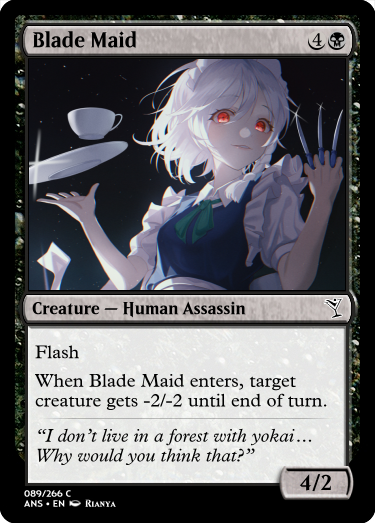 Blade Maid 4
Creature — Human Assassin
Flash
When Blade Maid enters, target
creature gets -2/-2 until end of turn.
“I don’t live in a forest with yokai…
Why would you think that?”
4/2
089/266 C
ANS • EN Rianya